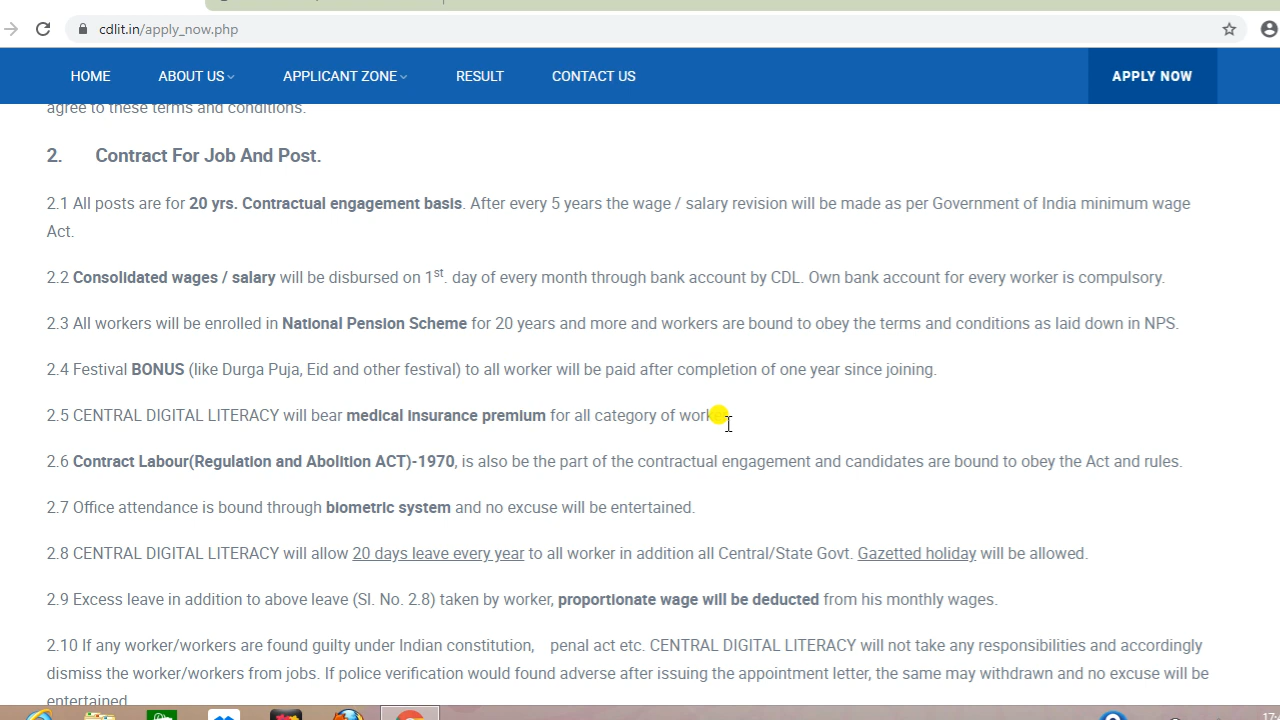 cdlit.in/apply_now.php
HOME ABOUT US APPLICANT ZONE RESULT CONTACT US APPLY NOW
agree to these terms and conditions.
2. Contract For Job And Post.
2.1 All posts are for 20 yrs. Contractual engagement basis. After every 5 years the wage / salary revision will be made as per Government of India minimum wage
Act.
2.2 Consolidated wages / salary will be disbursed on 1st. day of every month through bank account by CDL. Own bank account for every worker is compulsory.
2.3 All workers will be enrolled in National Pension Scheme for 20 years and more and workers are bound to obey the terms and conditions as laid down in NPS.
2.4 Festival BONUS (like Durga Puja, Eid and other festival) to all worker will be paid after completion of one year since joining.
2.5 CENTRAL DIGITAL LITERACY will bear medical insurance premium for all category of
2.6 Contract Labour(Regulation and Abolition ACT)-1970, is also be the part of the contractual engagement and candidates are bound to obey the Act and rules.
2.7 Office attendance is bound through biometric system and no excuse will be entertained.
2.8 CENTRAL DIGITAL LITERACY will allow 20 days leave every year to all worker in addition all Central/State Govt. Gazetted holiday will be allowed.
2.9 Excess leave in addition to above leave (Sl. No. 2.8) taken by worker, proportionate wage will be deducted from his monthly wages.
2.10 If any worker/workers are found guilty under Indian constitution, penal act etc. CENTRAL DIGITAL LITERACY will not take any responsibilities and accordingly
dismiss the worker/workers from jobs. If police verification would found adverse after issuing the appointment letter, the same may withdrawn and no excuse will be
entertained